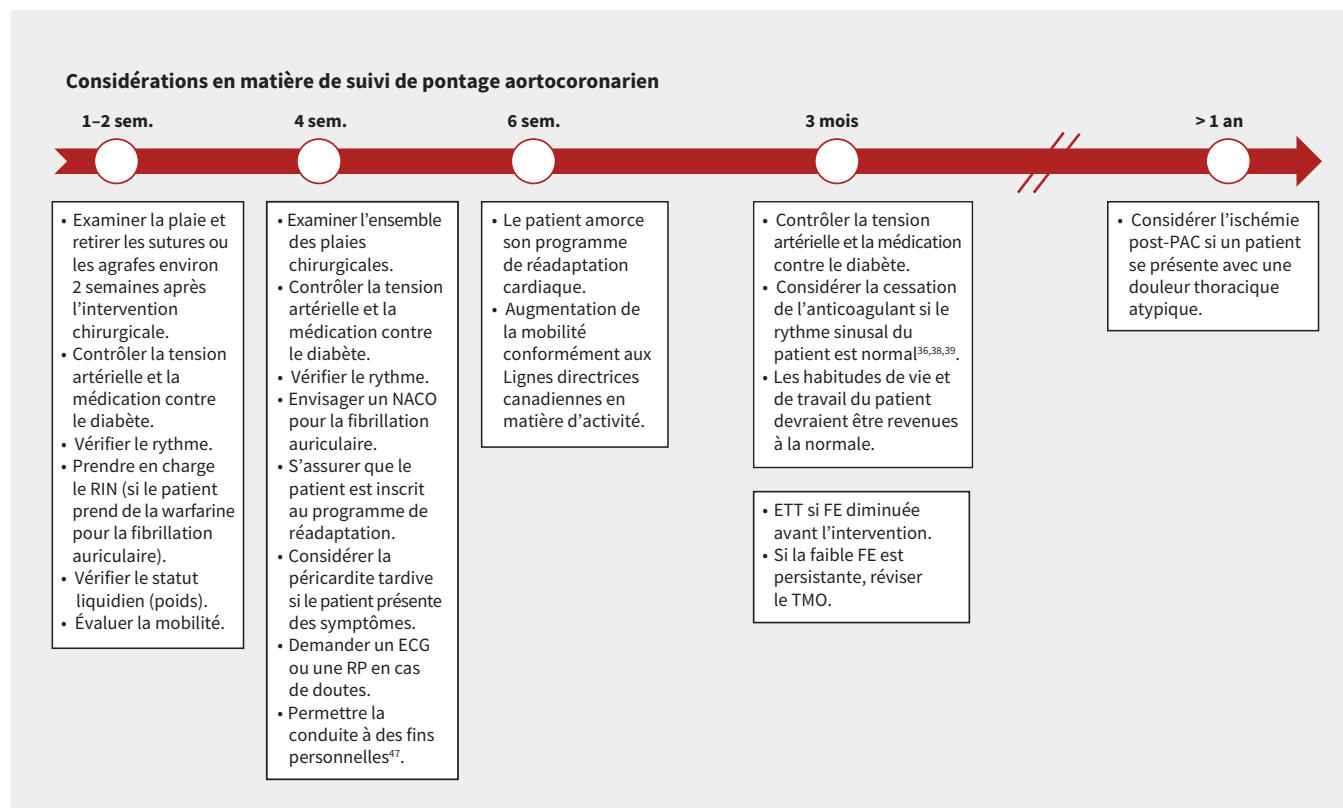 Considérations en matière de suivi de pontage aortocoronarien
1–2 sem.
• Examiner la plaie et
retirer les sutures ou
les agrafes environ
2 semaines après
l’intervention
chirurgicale.
• Contrôler la tension
artérielle et la
médication contre
le diabète.
• Vérifier le rythme.
• Prendre en charge
le RIN (si le patient
prend de la warfarine
pour la fibrillation
auriculaire).
• Vérifier le statut
liquidien (poids).
• Évaluer la mobilité.
4 sem.
• Examiner l’ensemble
des plaies
chirurgicales.
• Contrôler la tension
artérielle et la
médication contre
le diabète.
• Vérifier le rythme.
• Envisager un NACO
pour la fibrillation
auriculaire.
• S’assurer que le
patient est inscrit
au programme de
réadaptation.
• Considérer la
péricardite tardive
si le patient présente
des symptômes.
• Demander un ECG
ou une RP en cas
de doutes.
• Permettre la
conduite à des fins
personnelles47.
6 sem.
• Le patient amorce
son programme
de réadaptation
cardiaque.
• Augmentation de
la mobilité
conformément aux
Lignes directrices
canadiennes en
matière d’activité.
3 mois
• Contrôler la tension
artérielle et la médication
contre le diabète.
• Considérer la cessation
de l’anticoagulant si le
rythme sinusal du
patient est normal36,38,39.
• Les habitudes de vie et
de travail du patient
devraient être revenues
à la normale.
• ETT si FE diminuée
avant l’intervention.
• Si la faible FE est
persistante, réviser
le TMO.
> 1 an
• Considérer l’ischémie
post-PAC si un patient
se présente avec une
douleur thoracique
atypique.